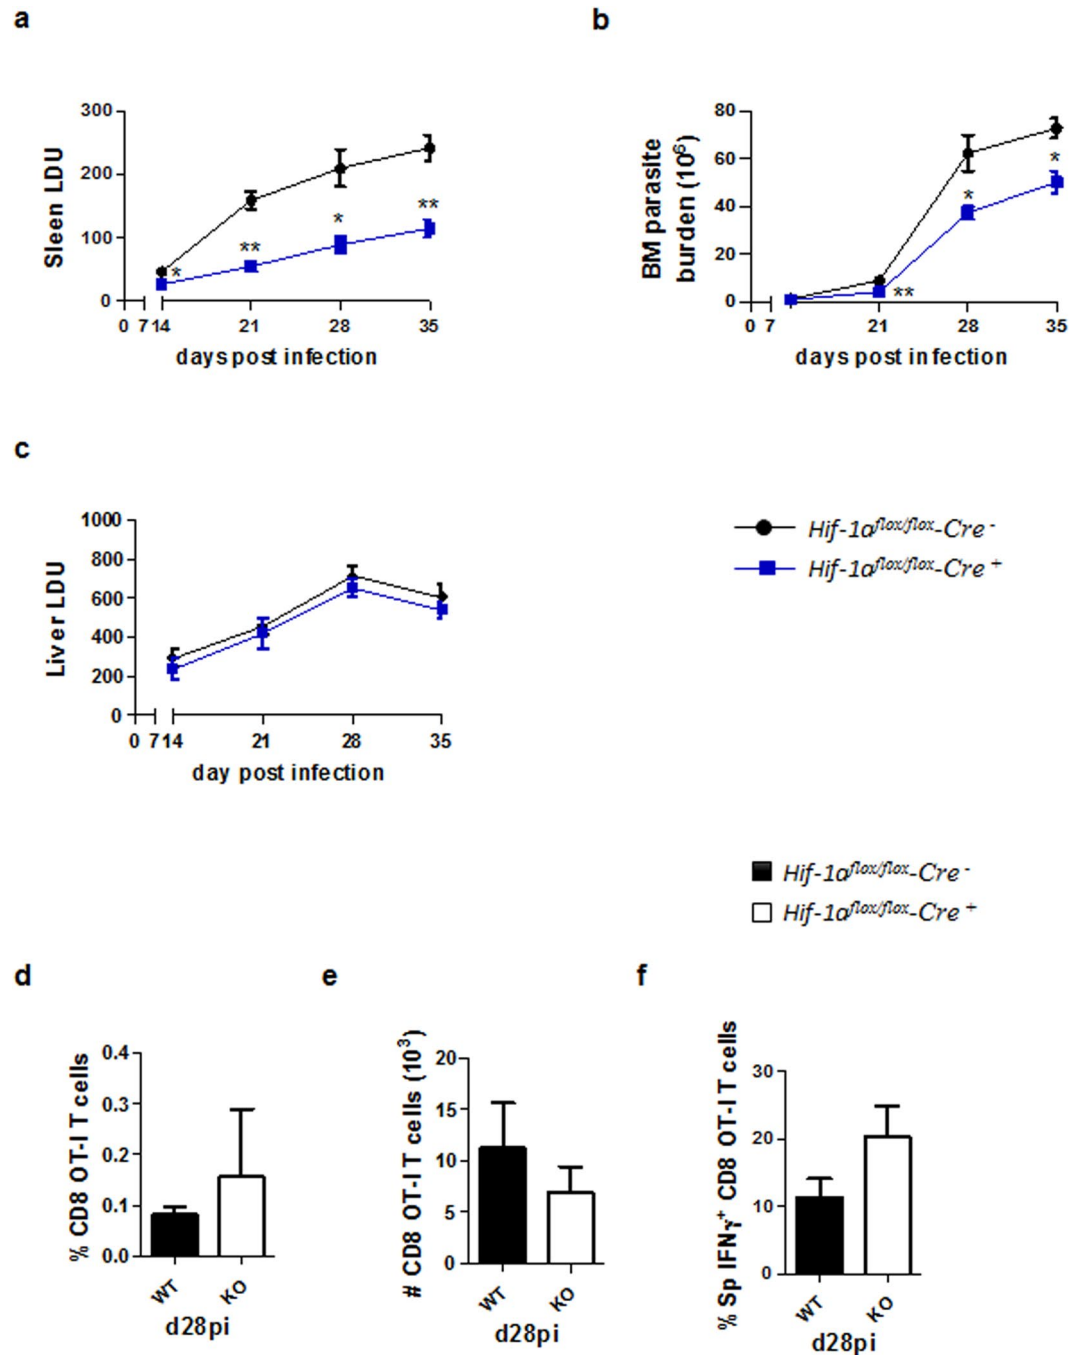 a
b
300
200
100
0
Sleen LDU
*
**
*
**
0 7 14 21 28 35
days post infection
80
60
40
20
0
BM parasite
burden (10⁶)
**
*
*
0 7 21 28 35
days post infection
c
1000
800
600
400
200
0
Liver LDU
0 7 14 21 28 35
day post infection
Hif-1α^flox/flox-Cre⁻
Hif-1α^flox/flox-Cre⁺
Hif-1α^flox/flox-Cre⁻
Hif-1α^flox/flox-Cre⁺
d
e
f
0.4
0.3
0.2
0.1
0.0
% CD8 OT-I T cells
WT KO
d28pi
20
15
10
5
0
# CD8 OT-I T cells (10³)
WT KO
d28pi
30
20
10
0
% Sp IFNγ⁺ CD8 OT-I T cells
WT KO
d28pi